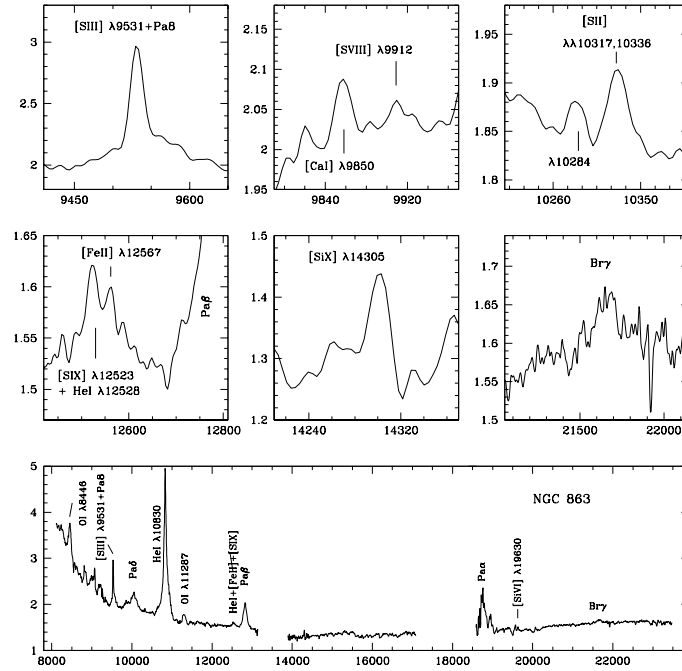 [SIII] λ9531+Pa8
3
2.5
2
9450
9600
[SVIII] λ9912
[CaI] λ9850
2.15
2.1
2.05
2
1.95
9840
9920
[SII]
λλ10317,10336
λ10284
1.95
1.9
1.85
1.8
10260
10350
[FeII] λ12567
[SIX] λ12523
+ HeI λ12528
Paβ
1.65
1.6
1.55
1.5
12600
12800
[SiX] λ14305
1.5
1.4
1.3
1.2
14240
14320
Brγ
1.7
1.65
1.6
1.55
1.5
21500
22000
NGC 863
OI λ8446
[SIII] λ9531+Pa8
Paδ
HeI λ10830
OI λ11287
HeI+[FeII]+[SIX]
Paβ
Paα
[SiVI] λ19630
Brγ
5
4
3
2
1
8000
10000
12000
14000
16000
18000
20000
22000